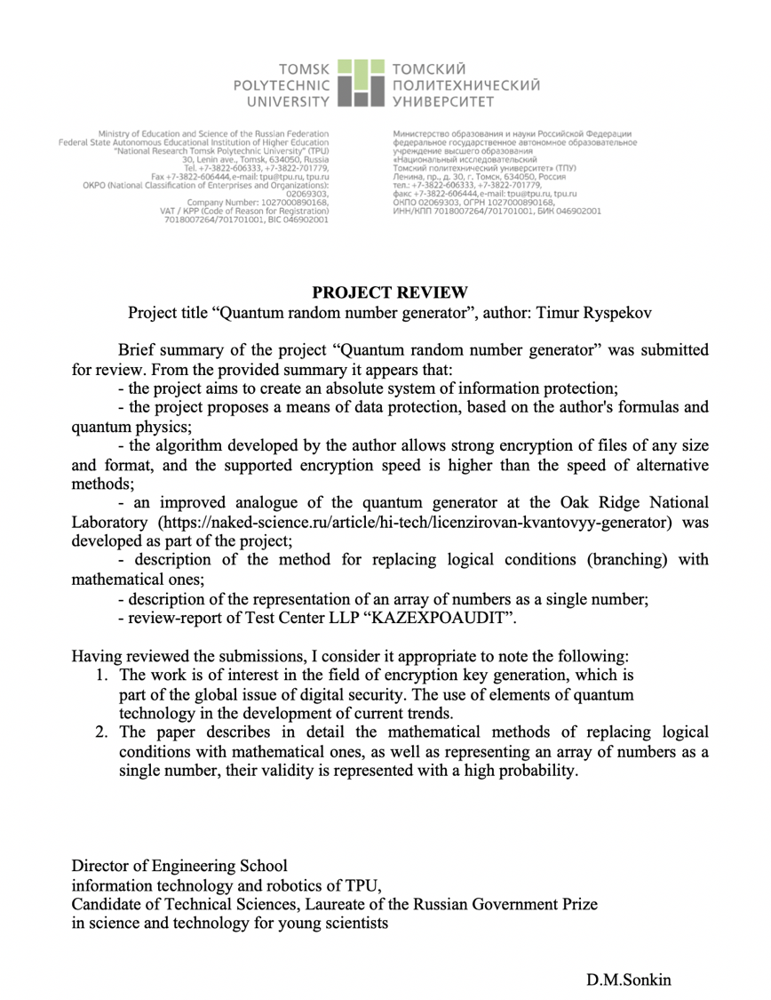 TOMSK
POLYTECHNIC
UNIVERSITY
ТОМСКИЙ
ПОЛИТЕХНИЧЕСКИЙ
УНИВЕРСИТЕТ
Ministry of Education and Science of the Russian Federation
Federal State Autonomous Educational Institution of Higher Education
"National Research Tomsk Polytechnic University" (TPU)
30, Lenin ave., Tomsk, 634050, Russia
Tel. +7-3822-606333, +7-3822-701779,
Fax +7-3822-606444,e-mail: tpu@tpu.ru, tpu.ru
OKPO (National Classification of Enterprises and Organizations):
02069303,
Company Number: 1027000890168,
VAT / KPP (Code of Reason for Registration)
7018007264/701701001, BIC 046902001
Министерство образования и науки Российской Федерации
федеральное государственное автономное образовательное
учреждение высшего образования
«Национальный исследовательский
Томский политехнический университет» (ТПУ)
Ленина, пр., д. 30, г. Томск, 634050, Россия
тел.: +7-3822-606333, +7-3822-701779,
факс +7-3822-606444,e-mail: tpu@tpu.ru, tpu.ru
ОКПО 02069303, ОГРН 1027000890168,
ИНН/КПП 7018007264/701701001, БИК 046902001
PROJECT REVIEW
Project title “Quantum random number generator”, author: Timur Ryspekov
Brief summary of the project “Quantum random number generator” was submitted
for review. From the provided summary it appears that:
- the project aims to create an absolute system of information protection;
- the project proposes a means of data protection, based on the author's formulas and
quantum physics;
- the algorithm developed by the author allows strong encryption of files of any size
and format, and the supported encryption speed is higher than the speed of alternative
methods;
- an improved analogue of the quantum generator at the Oak Ridge National
Laboratory (https://naked-science.ru/article/hi-tech/licenzirovan-kvantovyy-generator) was
developed as part of the project;
- description of the method for replacing logical conditions (branching) with
mathematical ones;
- description of the representation of an array of numbers as a single number;
- review-report of Test Center LLP “KAZEXPOAUDIT”.
Having reviewed the submissions, I consider it appropriate to note the following:
1. The work is of interest in the field of encryption key generation, which is
part of the global issue of digital security. The use of elements of quantum
technology in the development of current trends.
2. The paper describes in detail the mathematical methods of replacing logical
conditions with mathematical ones, as well as representing an array of numbers as a
single number, their validity is represented with a high probability.
Director of Engineering School
information technology and robotics of TPU,
Candidate of Technical Sciences, Laureate of the Russian Government Prize
in science and technology for young scientists
D.M.Sonkin